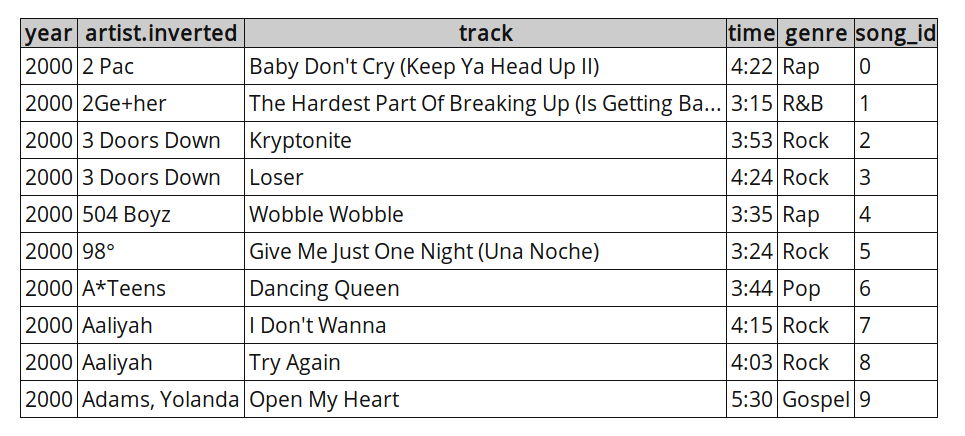 year artist.inverted track time genre song_id
2000 2 Pac Baby Don't Cry (Keep Ya Head Up II) 4:22 Rap 0
2000 2Ge+her The Hardest Part Of Breaking Up (Is Getting Ba... 3:15 R&B 1
2000 3 Doors Down Kryptonite 3:53 Rock 2
2000 3 Doors Down Loser 4:24 Rock 3
2000 504 Boyz Wobble Wobble 3:35 Rap 4
2000 98° Give Me Just One Night (Una Noche) 3:24 Rock 5
2000 A*Teens Dancing Queen 3:44 Pop 6
2000 Aaliyah I Don't Wanna 4:15 Rock 7
2000 Aaliyah Try Again 4:03 Rock 8
2000 Adams, Yolanda Open My Heart 5:30 Gospel 9